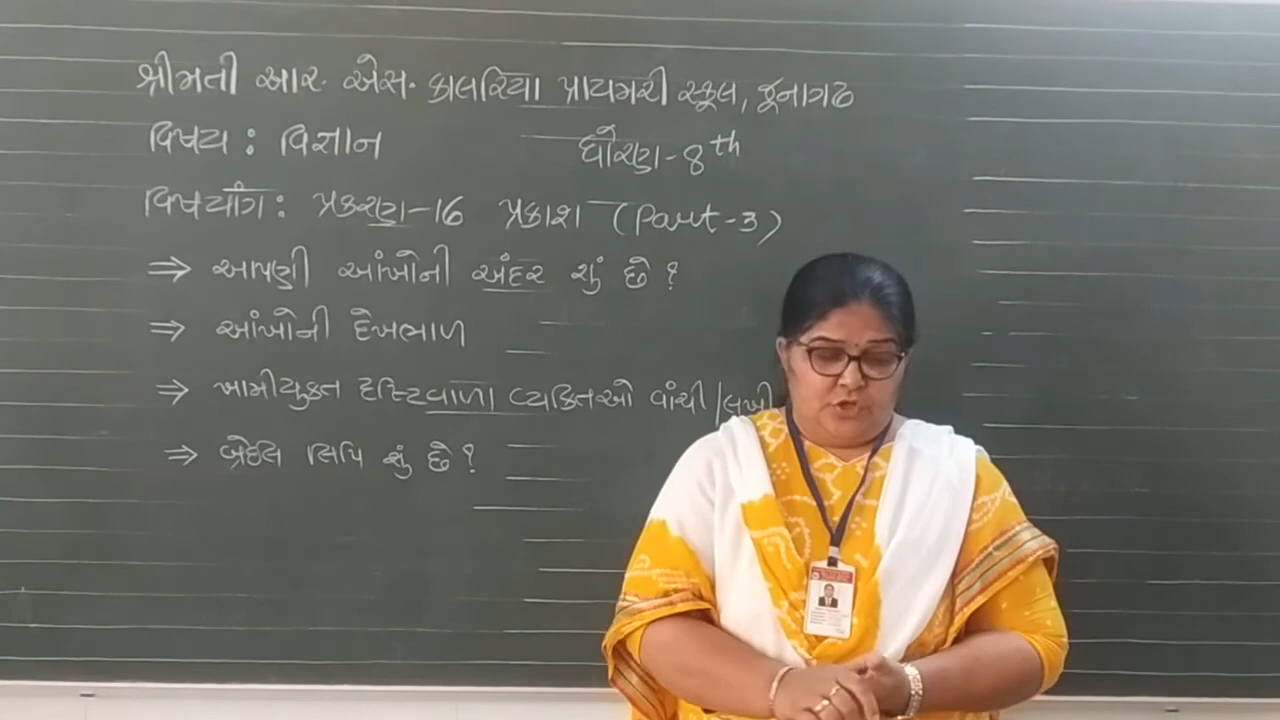 શ્રીમતી આર. એસ. કાલરિયા પ્રાયમરી સ્કૂલ, જૂનાગઢ
વિષય : વિજ્ઞાન ધોરણ - 8th
વિષયાંગ : પ્રકરણ - 16 પ્રકાશ (Part - 3)
⇒ આપણી આંખોની અંદર શું છે ?
⇒ આંખોની દેખભાળ
⇒ ખામીયુક્ત દ્રષ્ટિવાળા વ્યક્તિઓ વાંચી / લખી
⇒ બ્રેઈલ લિપિ શું છે ?